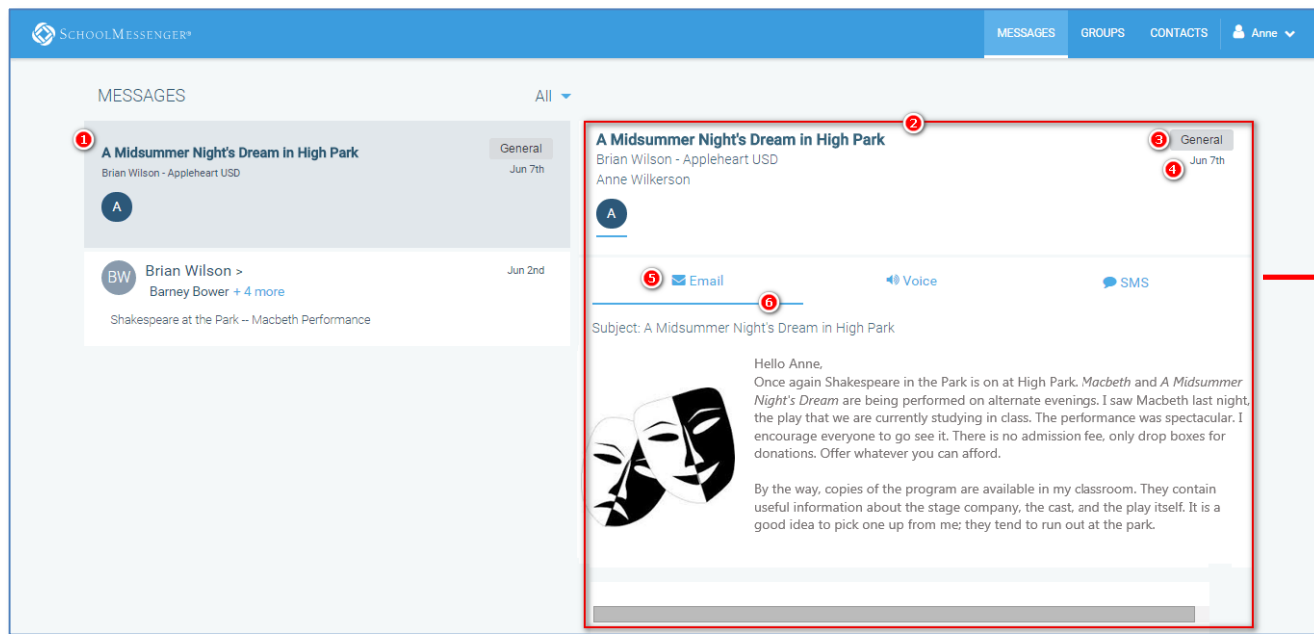 SCHOOLMESSENGER®
MESSAGES GROUPS CONTACTS Anne
MESSAGES
All
1
A Midsummer Night's Dream in High Park
General
Brian Wilson - Appleheart USD
Jun 7th
A
BW
Brian Wilson >
Jun 2nd
Barney Bower + 4 more
Shakespeare at the Park -- Macbeth Performance
2
A Midsummer Night's Dream in High Park
3
General
Brian Wilson - Appleheart USD
4
Jun 7th
Anne Wilkerson
A
5
Email
Voice
SMS
6
Subject: A Midsummer Night's Dream in High Park
Hello Anne,
Once again Shakespeare in the Park is on at High Park. Macbeth and A Midsummer
Night's Dream are being performed on alternate evenings. I saw Macbeth last night,
the play that we are currently studying in class. The performance was spectacular. I
encourage everyone to go see it. There is no admission fee, only drop boxes for
donations. Offer whatever you can afford.
By the way, copies of the program are available in my classroom. They contain
useful information about the stage company, the cast, and the play itself. It is a
good idea to pick one up from me; they tend to run out at the park.